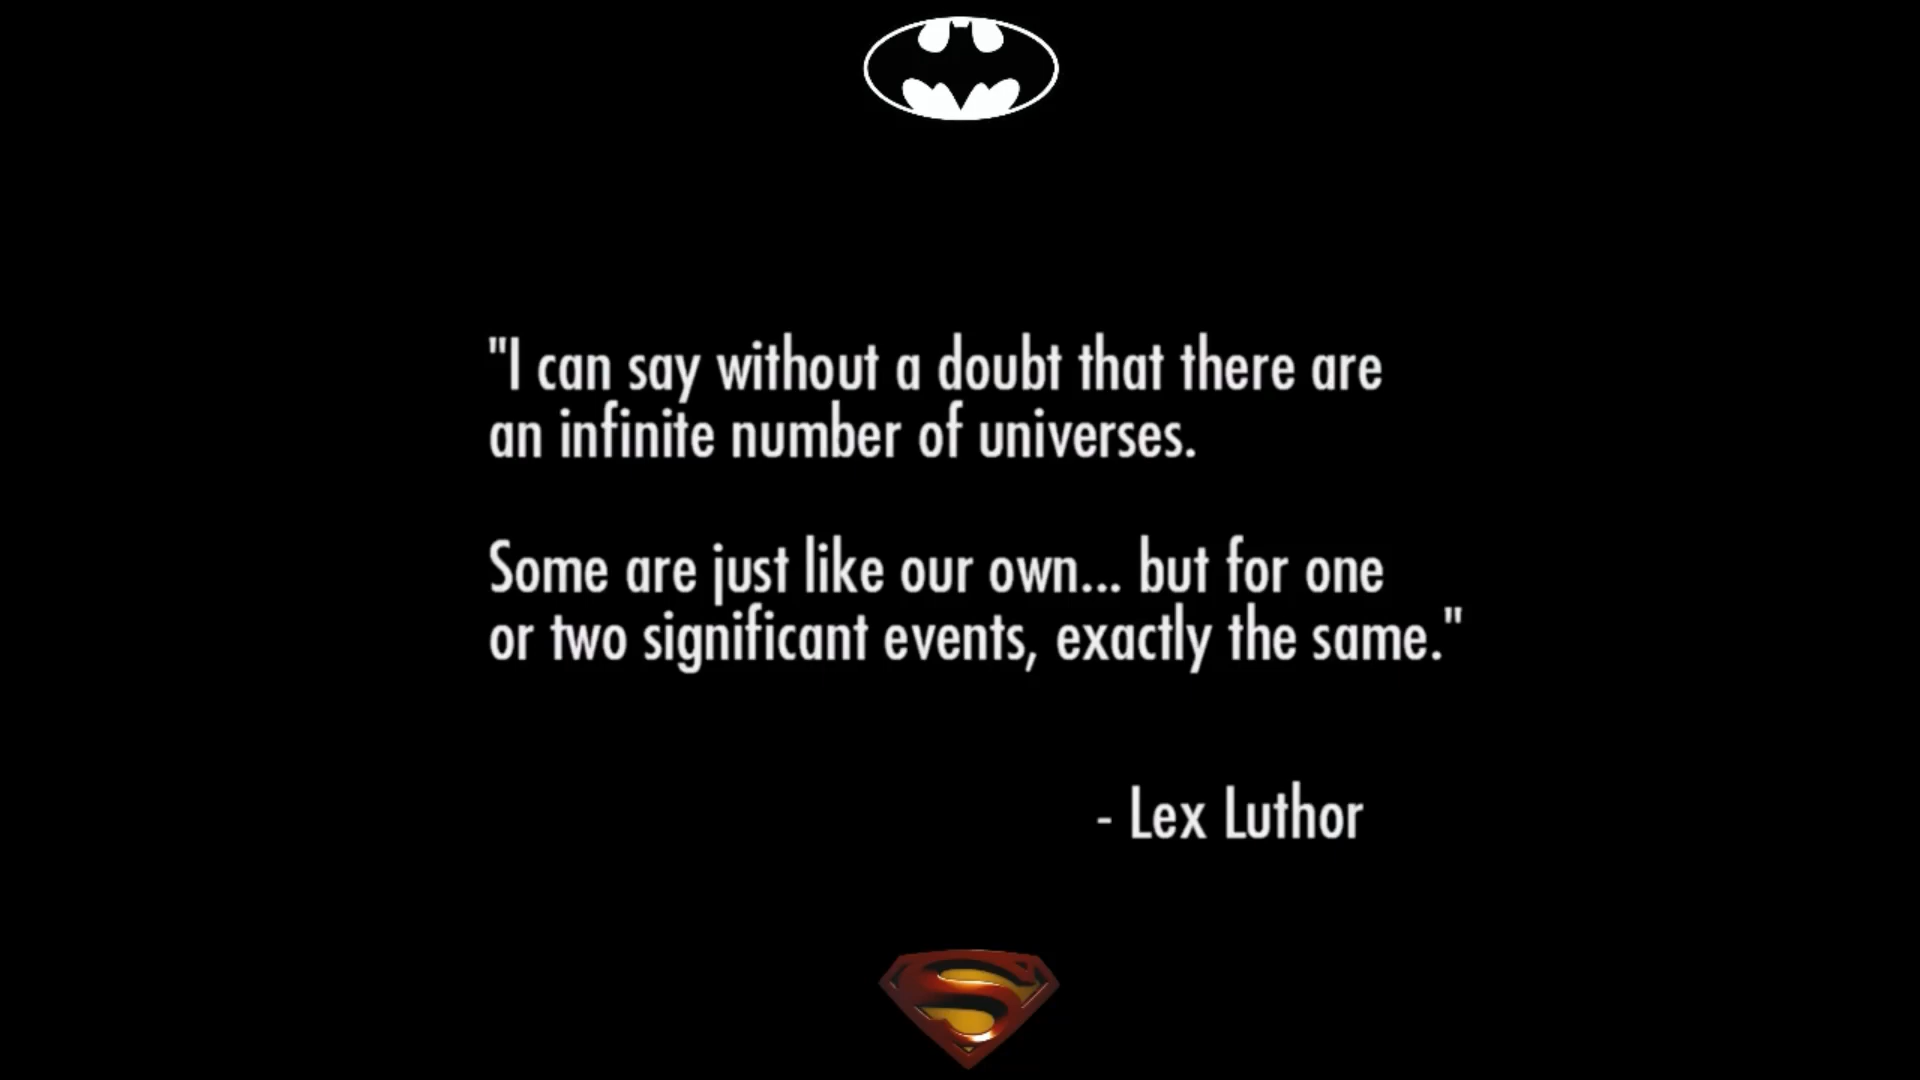 "I can say without a doubt that there are
an infinite number of universes.
Some are just like our own... but for one
or two significant events, exactly the same."
- Lex Luthor